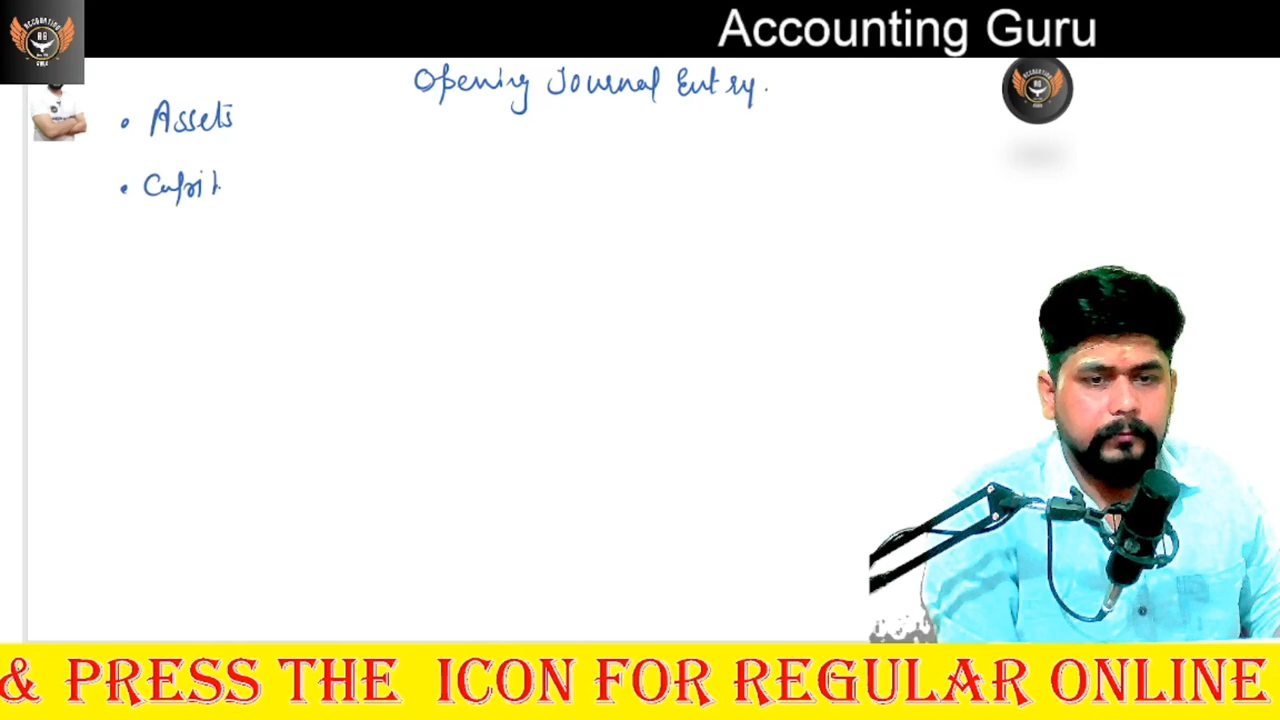 Accounting Guru
Opening Journal Entry.
• Assets
• Capit
& PRESS THE ICON FOR REGULAR ONLINE